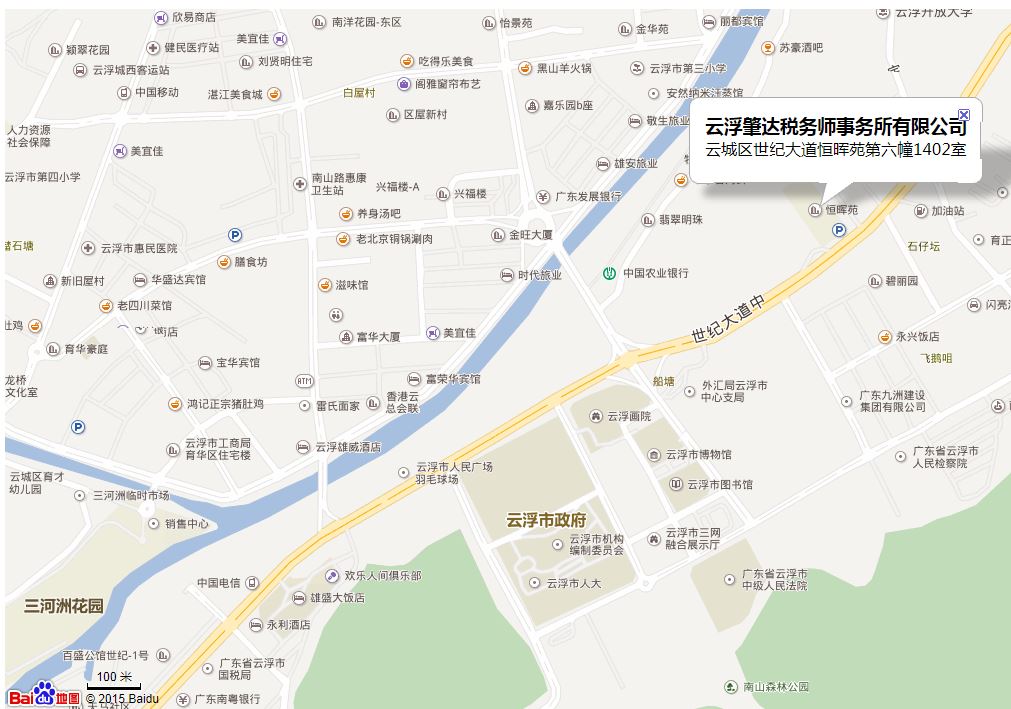 欣易商店
南洋花园-东区
怡景苑
金华苑
丽都宾馆
云浮开放大学
颖翠花园
健民医疗站
美宜佳
苏豪酒吧
云浮城西客运站
刘贤明住宅
吃得乐美食
黑山羊火锅
云浮市第三小学
中国移动
湛江美食城
白屋村
阁雅窗帘布艺
安然纳米汗蒸馆
区屋新村
嘉乐园b座
敬生旅业
人力资源
社会保障
美宜佳
云浮肇达税务师事务所有限公司
云城区世纪大道恒晖苑第六幢1402室
云浮市第四小学
南山路惠康
卫生站
兴福楼-A
兴福楼
雄安旅业
广东发展银行
养身汤吧
翡翠明珠
恒晖苑
加油站
云浮市惠民医院
老北京铜锅涮肉
金旺大厦
石仔坛
育正
新旧屋村
华盛达宾馆
膳食坊
时代旅业
中国农业银行
碧丽园
滋味馆
老四川菜馆
闪亮
世纪大道中
肚鸡
富华大厦
美宜佳
永兴饭店
育华豪庭
宝华宾馆
飞鹅咀
龙桥
文化室
ATM
富荣华宾馆
船塘
外汇局云浮市
中心支局
鸿记正宗猪肚鸡
雷氏面家
香港云
总会联
云浮画院
广东九洲建设
集团有限公司
云浮市工商局
育华区住宅楼
云浮雄威酒店
云浮市博物馆
广东省云浮市
人民检察院
云城区育才
幼儿园
三河洲临时市场
云浮市人民广场
羽毛球场
云浮市图书馆
销售中心
云浮市政府
云浮市机构
编制委员会
云浮市三网
融合展示厅
中国电信
欢乐人间俱乐部
云浮市人大
广东省云浮市
中级人民法院
三河洲花园
雄盛大饭店
永利酒店
百盛公馆世纪-1号
广东省云浮市
国税局
100 米
南山森林公园
Bai du 地图
© 2015 Baidu
广东南粤银行